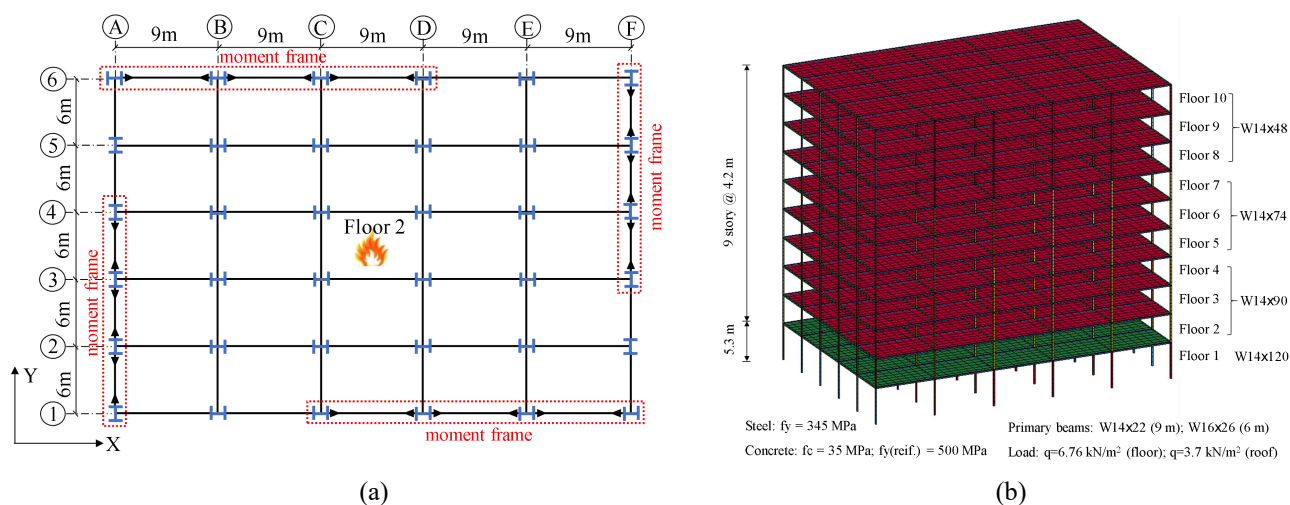 A B C D E F
9m 9m 9m 9m 9m
moment frame
6
6m
5
6m
4
6m
3
6m
2
6m
1
Floor 2
moment frame
moment frame
moment frame
Y
X
(a)
9 story @ 4.2 m
5.3 m
Floor 10
Floor 9
Floor 8
W14x48
Floor 7
Floor 6
Floor 5
W14x74
Floor 4
Floor 3
Floor 2
W14x90
Floor 1 W14x120
Steel: fy = 345 MPa
Primary beams: W14x22 (9 m); W16x26 (6 m)
Concrete: fc = 35 MPa; fy(reif.) = 500 MPa
Load: q=6.76 kN/m² (floor); q=3.7 kN/m² (roof)
(b)